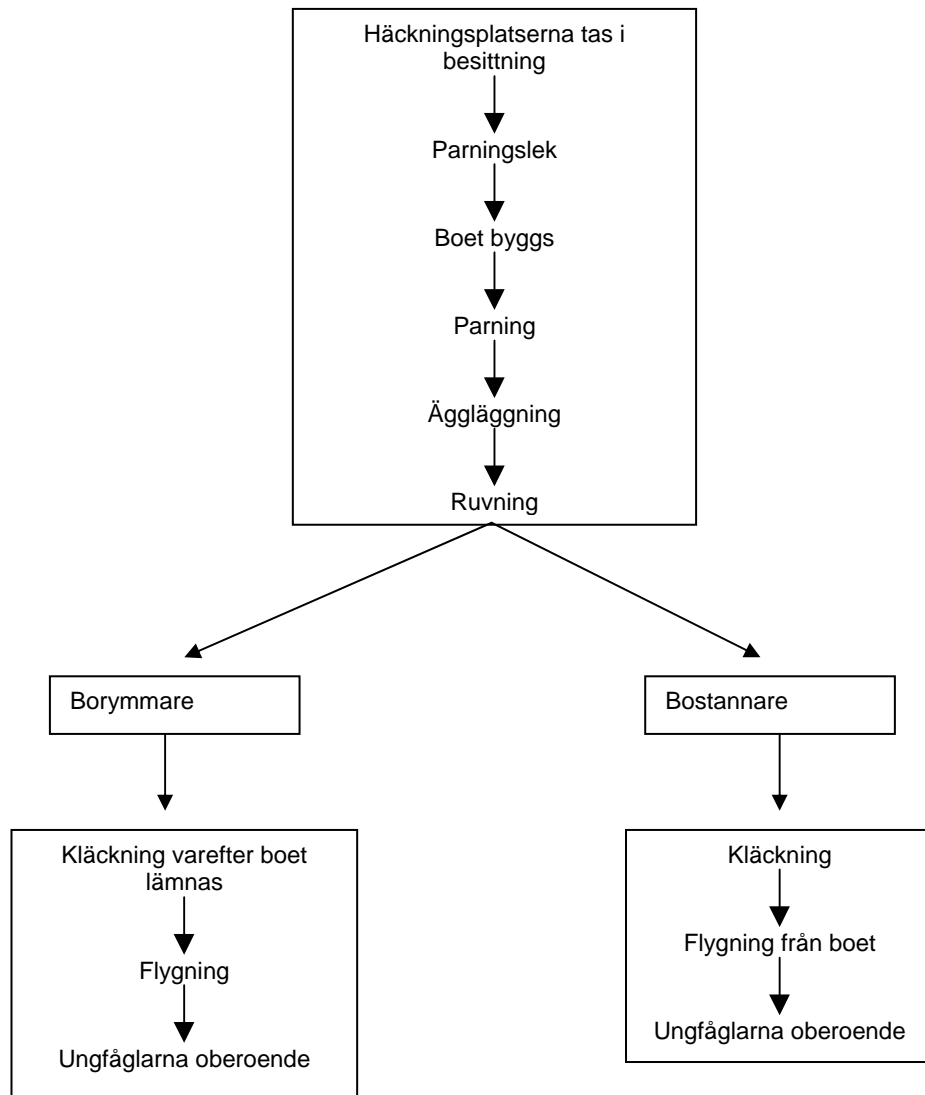 Häckningsplatserna tas i
besittning
Parningslek
Boet byggs
Parning
Äggläggning
Ruvning
Borymmare
Bostannare
Kläckning varefter boet
lämnas
Flygning
Ungfåglarna oberoende
Kläckning
Flygning från boet
Ungfåglarna oberoende